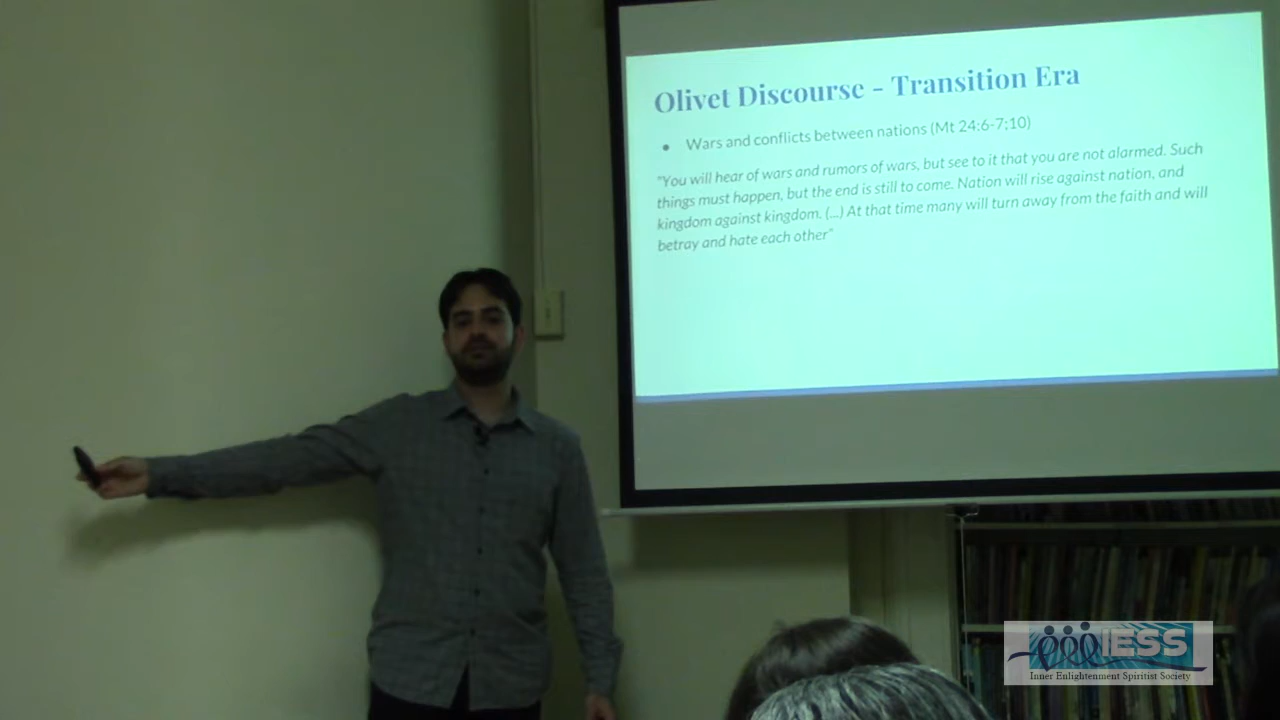 Olivet Discourse - Transition Era
● Wars and conflicts between nations (Mt 24:6-7;10)
"You will hear of wars and rumors of wars, but see to it that you are not alarmed. Such
things must happen, but the end is still to come. Nation will rise against nation, and
kingdom against kingdom. (...) At that time many will turn away from the faith and will
betray and hate each other"
IESS
Inner Enlightenment Spiritist Society